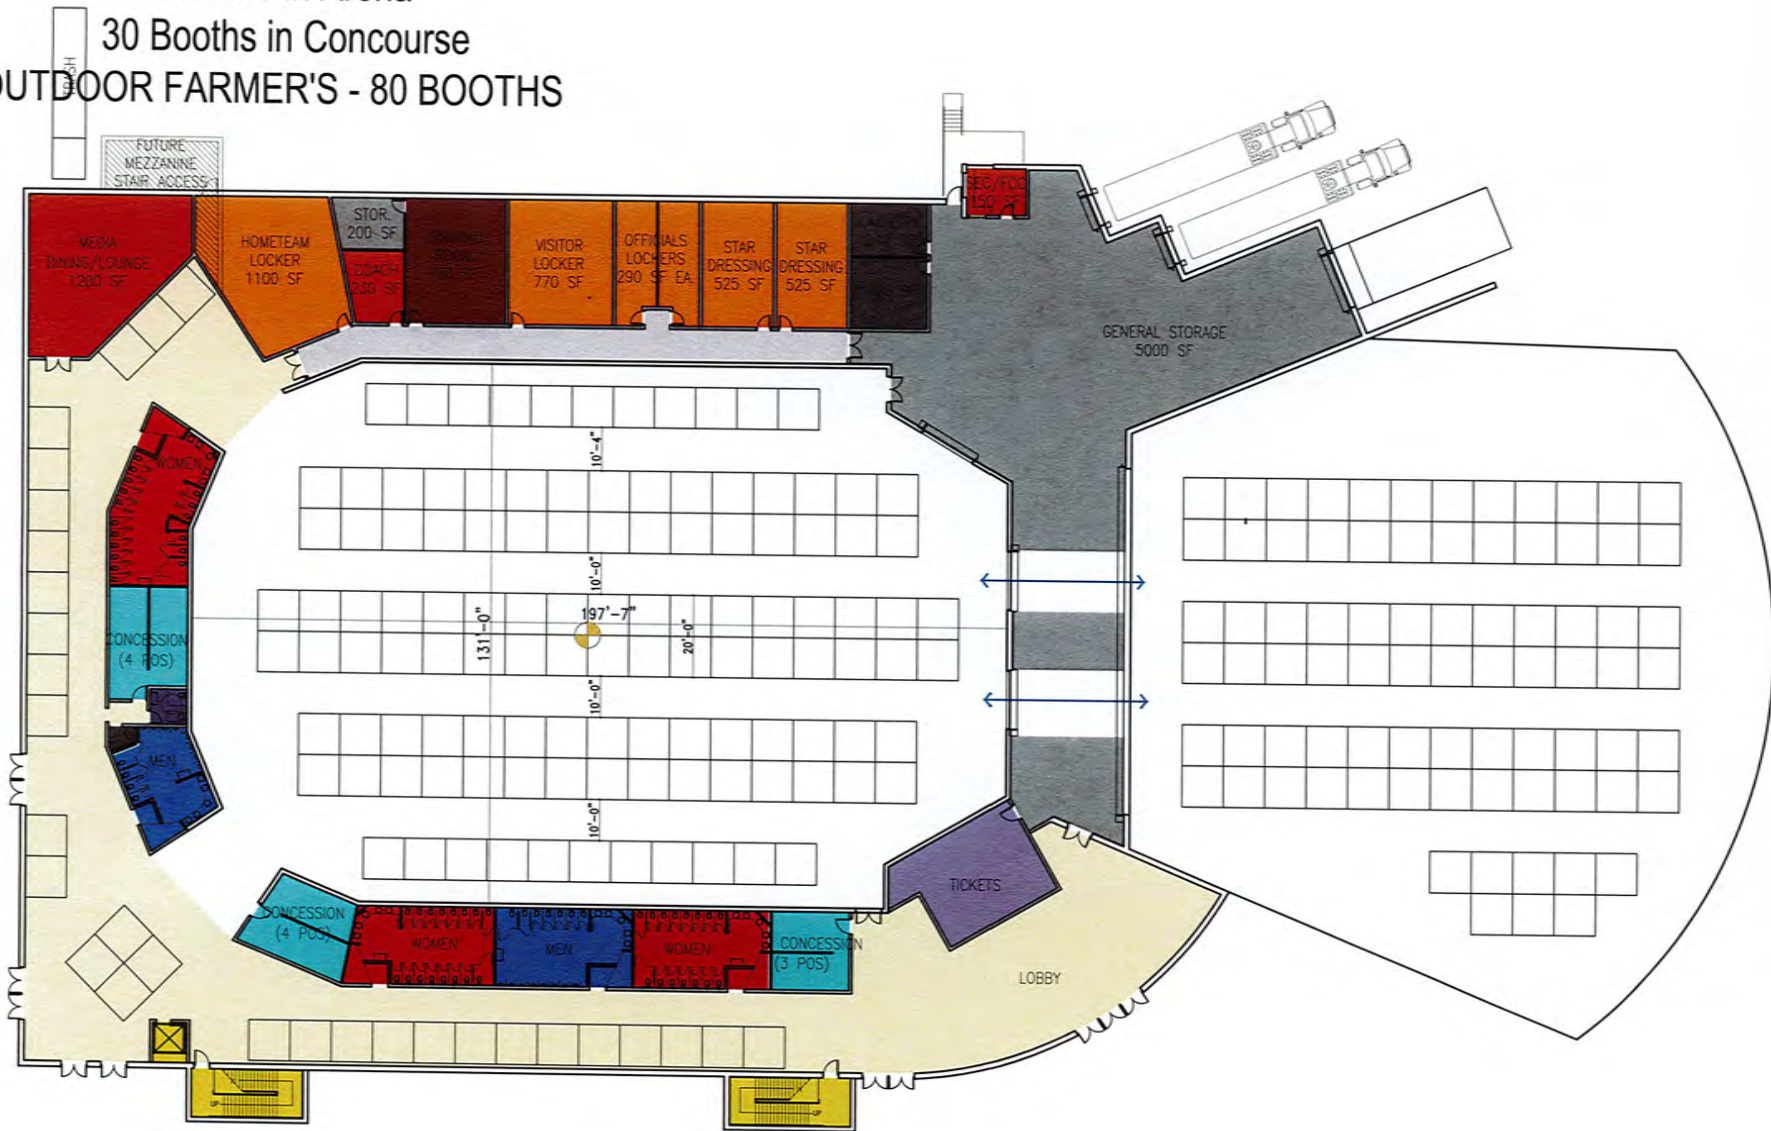 30 Booths in Concourse
OUTDOOR FARMER'S - 80 BOOTHS
TRASH
FUTURE
MEZZANINE
STAIR ACCESS
MEDIA
DINING/LOUNGE
1200 SF
HOMETEAM
LOCKER
1100 SF
STOR.
200 SF
COACH
230 SF
VISITOR
LOCKER
770 SF
OFFICIALS
LOCKERS
290 SF EA.
STAR
DRESSING
525 SF
STAR
DRESSING
525 SF
SEC/FCC
150 SF
GENERAL STORAGE
5000 SF
10'-4"
10'-0"
197'-7"
131'-0"
20'-0"
10'-0"
10'-0"
WOMEN
CONCESSION
(4 POS)
MEN
CONCESSION
(4 POS)
WOMEN
MEN
WOMEN
CONCESSION
(3 POS)
TICKETS
LOBBY
UP
UP